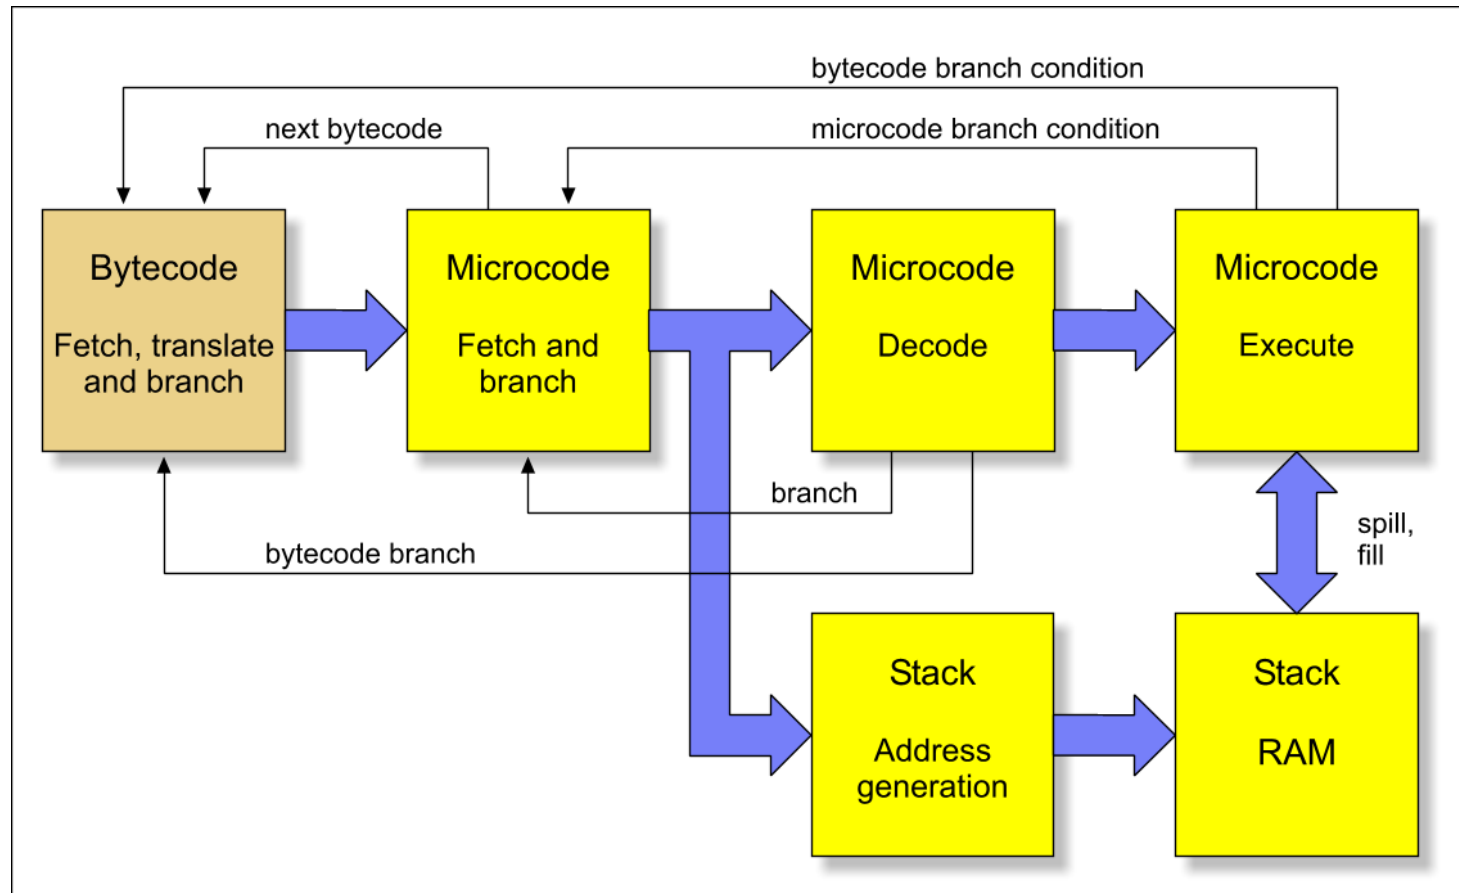 bytecode branch condition
next bytecode
microcode branch condition
Bytecode
Fetch, translate
and branch
Microcode
Fetch and
branch
Microcode
Decode
Microcode
Execute
branch
bytecode branch
spill,
fill
Stack
Address
generation
Stack
RAM